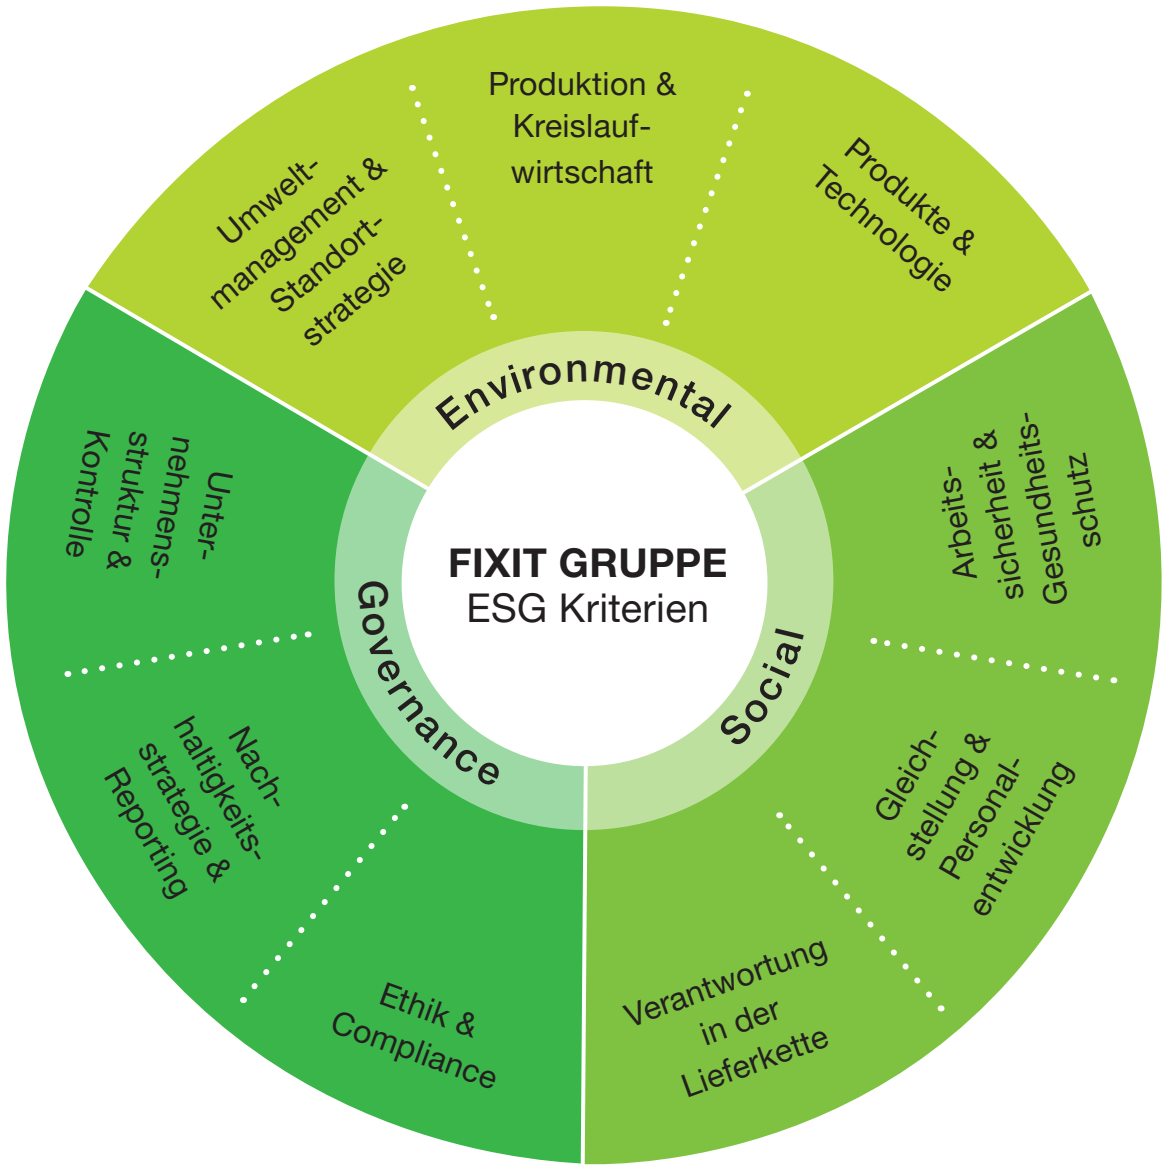 Produktion &
Kreislauf-
wirtschaft
Produkte &
Technologie
Umwelt-
management &
Standort-
strategie
Environmental
Arbeits-
sicherheit &
Gesundheits-
schutz
Gleich-
stellung &
Personal-
entwicklung
Verantwortung
in der
Lieferkette
Social
Unter-
nehmens-
struktur &
Kontrolle
Nach-
haltigkeits-
strategie &
Reporting
Ethik &
Compliance
Governance
FIXIT GRUPPE
ESG Kriterien